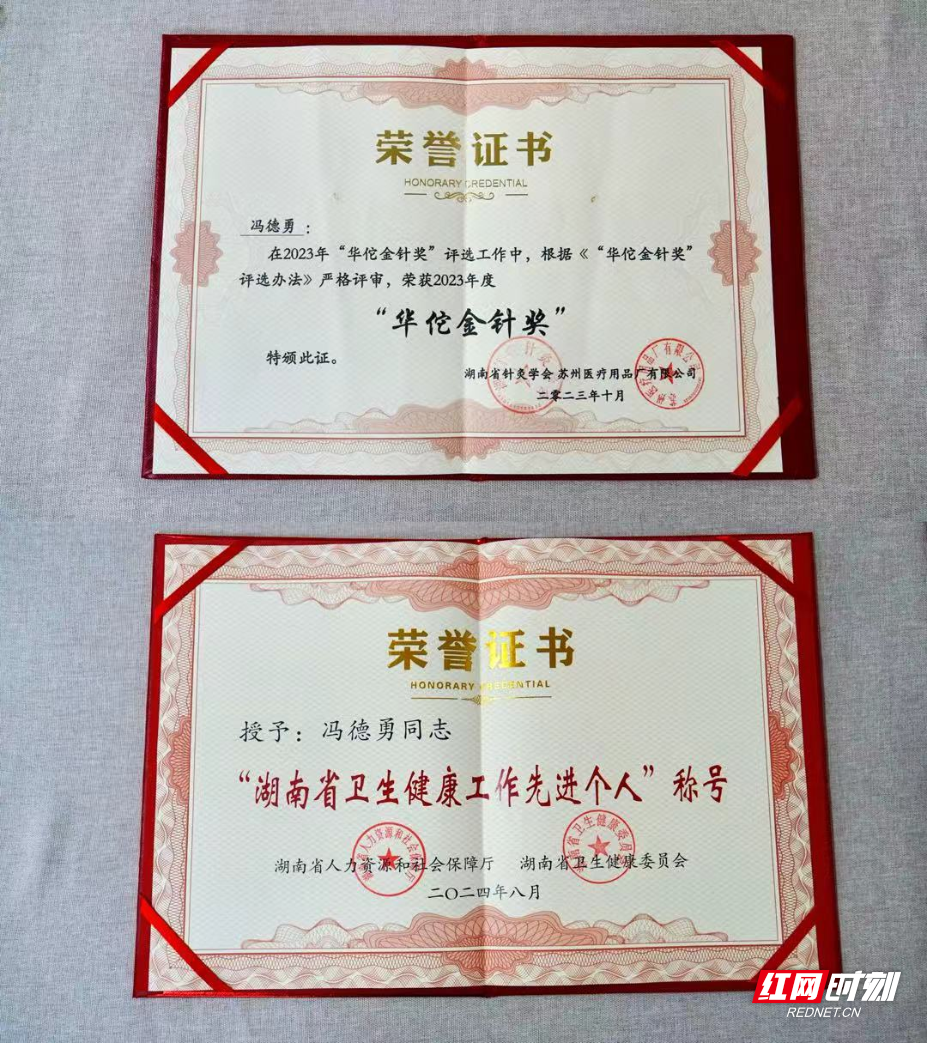 荣誉证书
HONORARY CREDENTIAL
冯德勇：
在2023年“华佗金针奖”评选工作中，根据《“华佗金针奖”
评选办法》严格评审，荣获2023年度
“华佗金针奖”
特颁此证。
湖南省针灸学会 苏州医疗用品厂有限公司
二零二三年十月
荣誉证书
HONORARY CREDENTIAL
授予：冯德勇同志
“湖南省卫生健康工作先进个人”称号
湖南省人力资源和社会保障厅 湖南省卫生健康委员会
二〇二四年八月
红网时刻
REDNET.CN